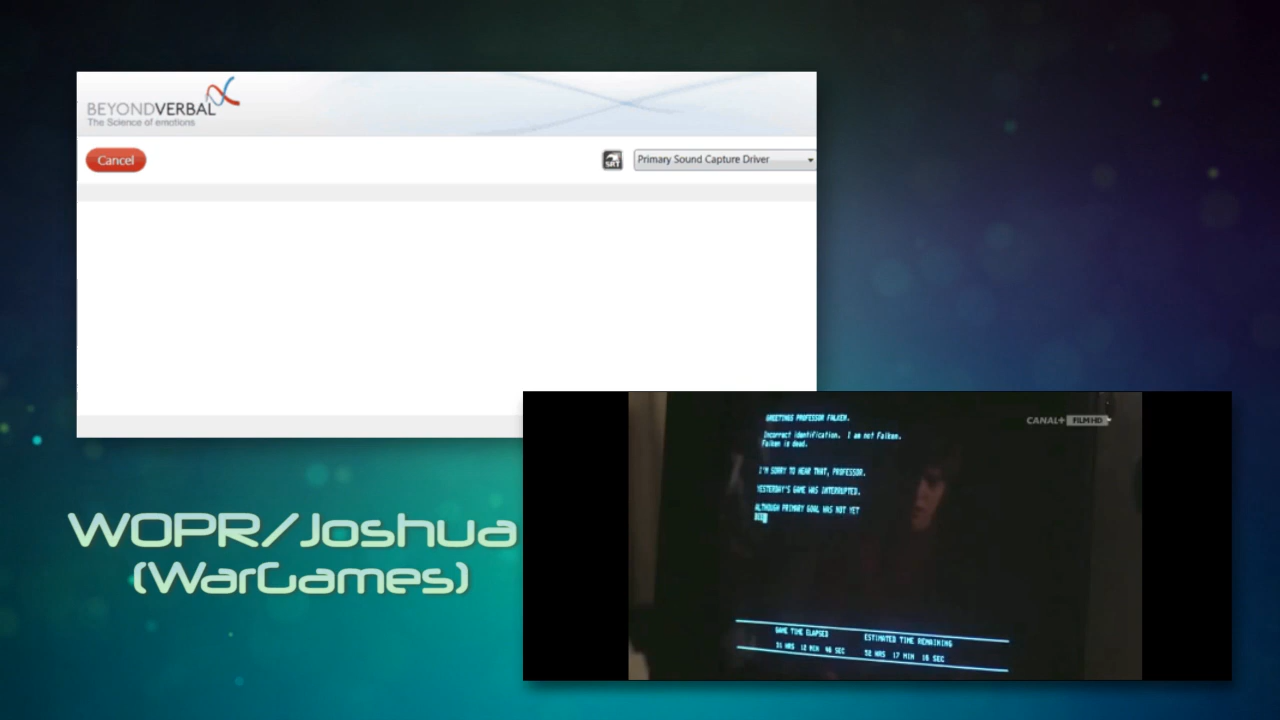 BEYONDVERBAL
The Science of emotions
Cancel
SRT
Primary Sound Capture Driver
GREETINGS PROFESSOR FALKEN.
Incorrect identification. I am not Falken.
Falken is dead.
I'M SORRY TO HEAR THAT, PROFESSOR.
YESTERDAY'S GAME WAS INTERRUPTED.
ALTHOUGH PRIMARY GOAL WAS NOT YET
CANAL+ FILM HD
GAME TIME ELAPSED
ESTIMATED TIME REMAINING
31 HRS 12 MIN 46 SEC
52 HRS 17 MIN 16 SEC
WOPR/Joshua
(WarGames)